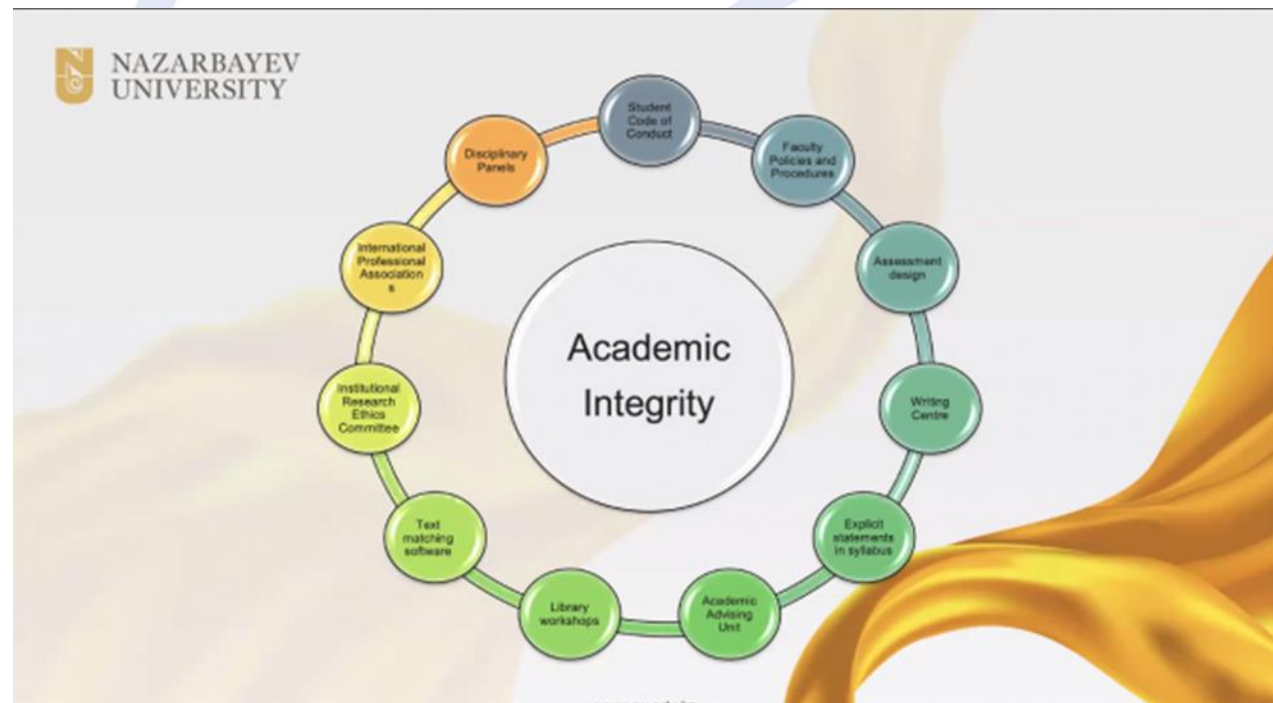 NAZARBAYEV
UNIVERSITY
Student
Code of
Conduct
Faculty
Policies and
Procedures
Assessment
design
Writing
Centre
Explicit
statements
in syllabus
Academic
Advising
Unit
Library
workshops
Text
matching
software
Institutional
Research
Ethics
Committee
International
Professional
Association
s
Disciplinary
Panels
Academic
Integrity